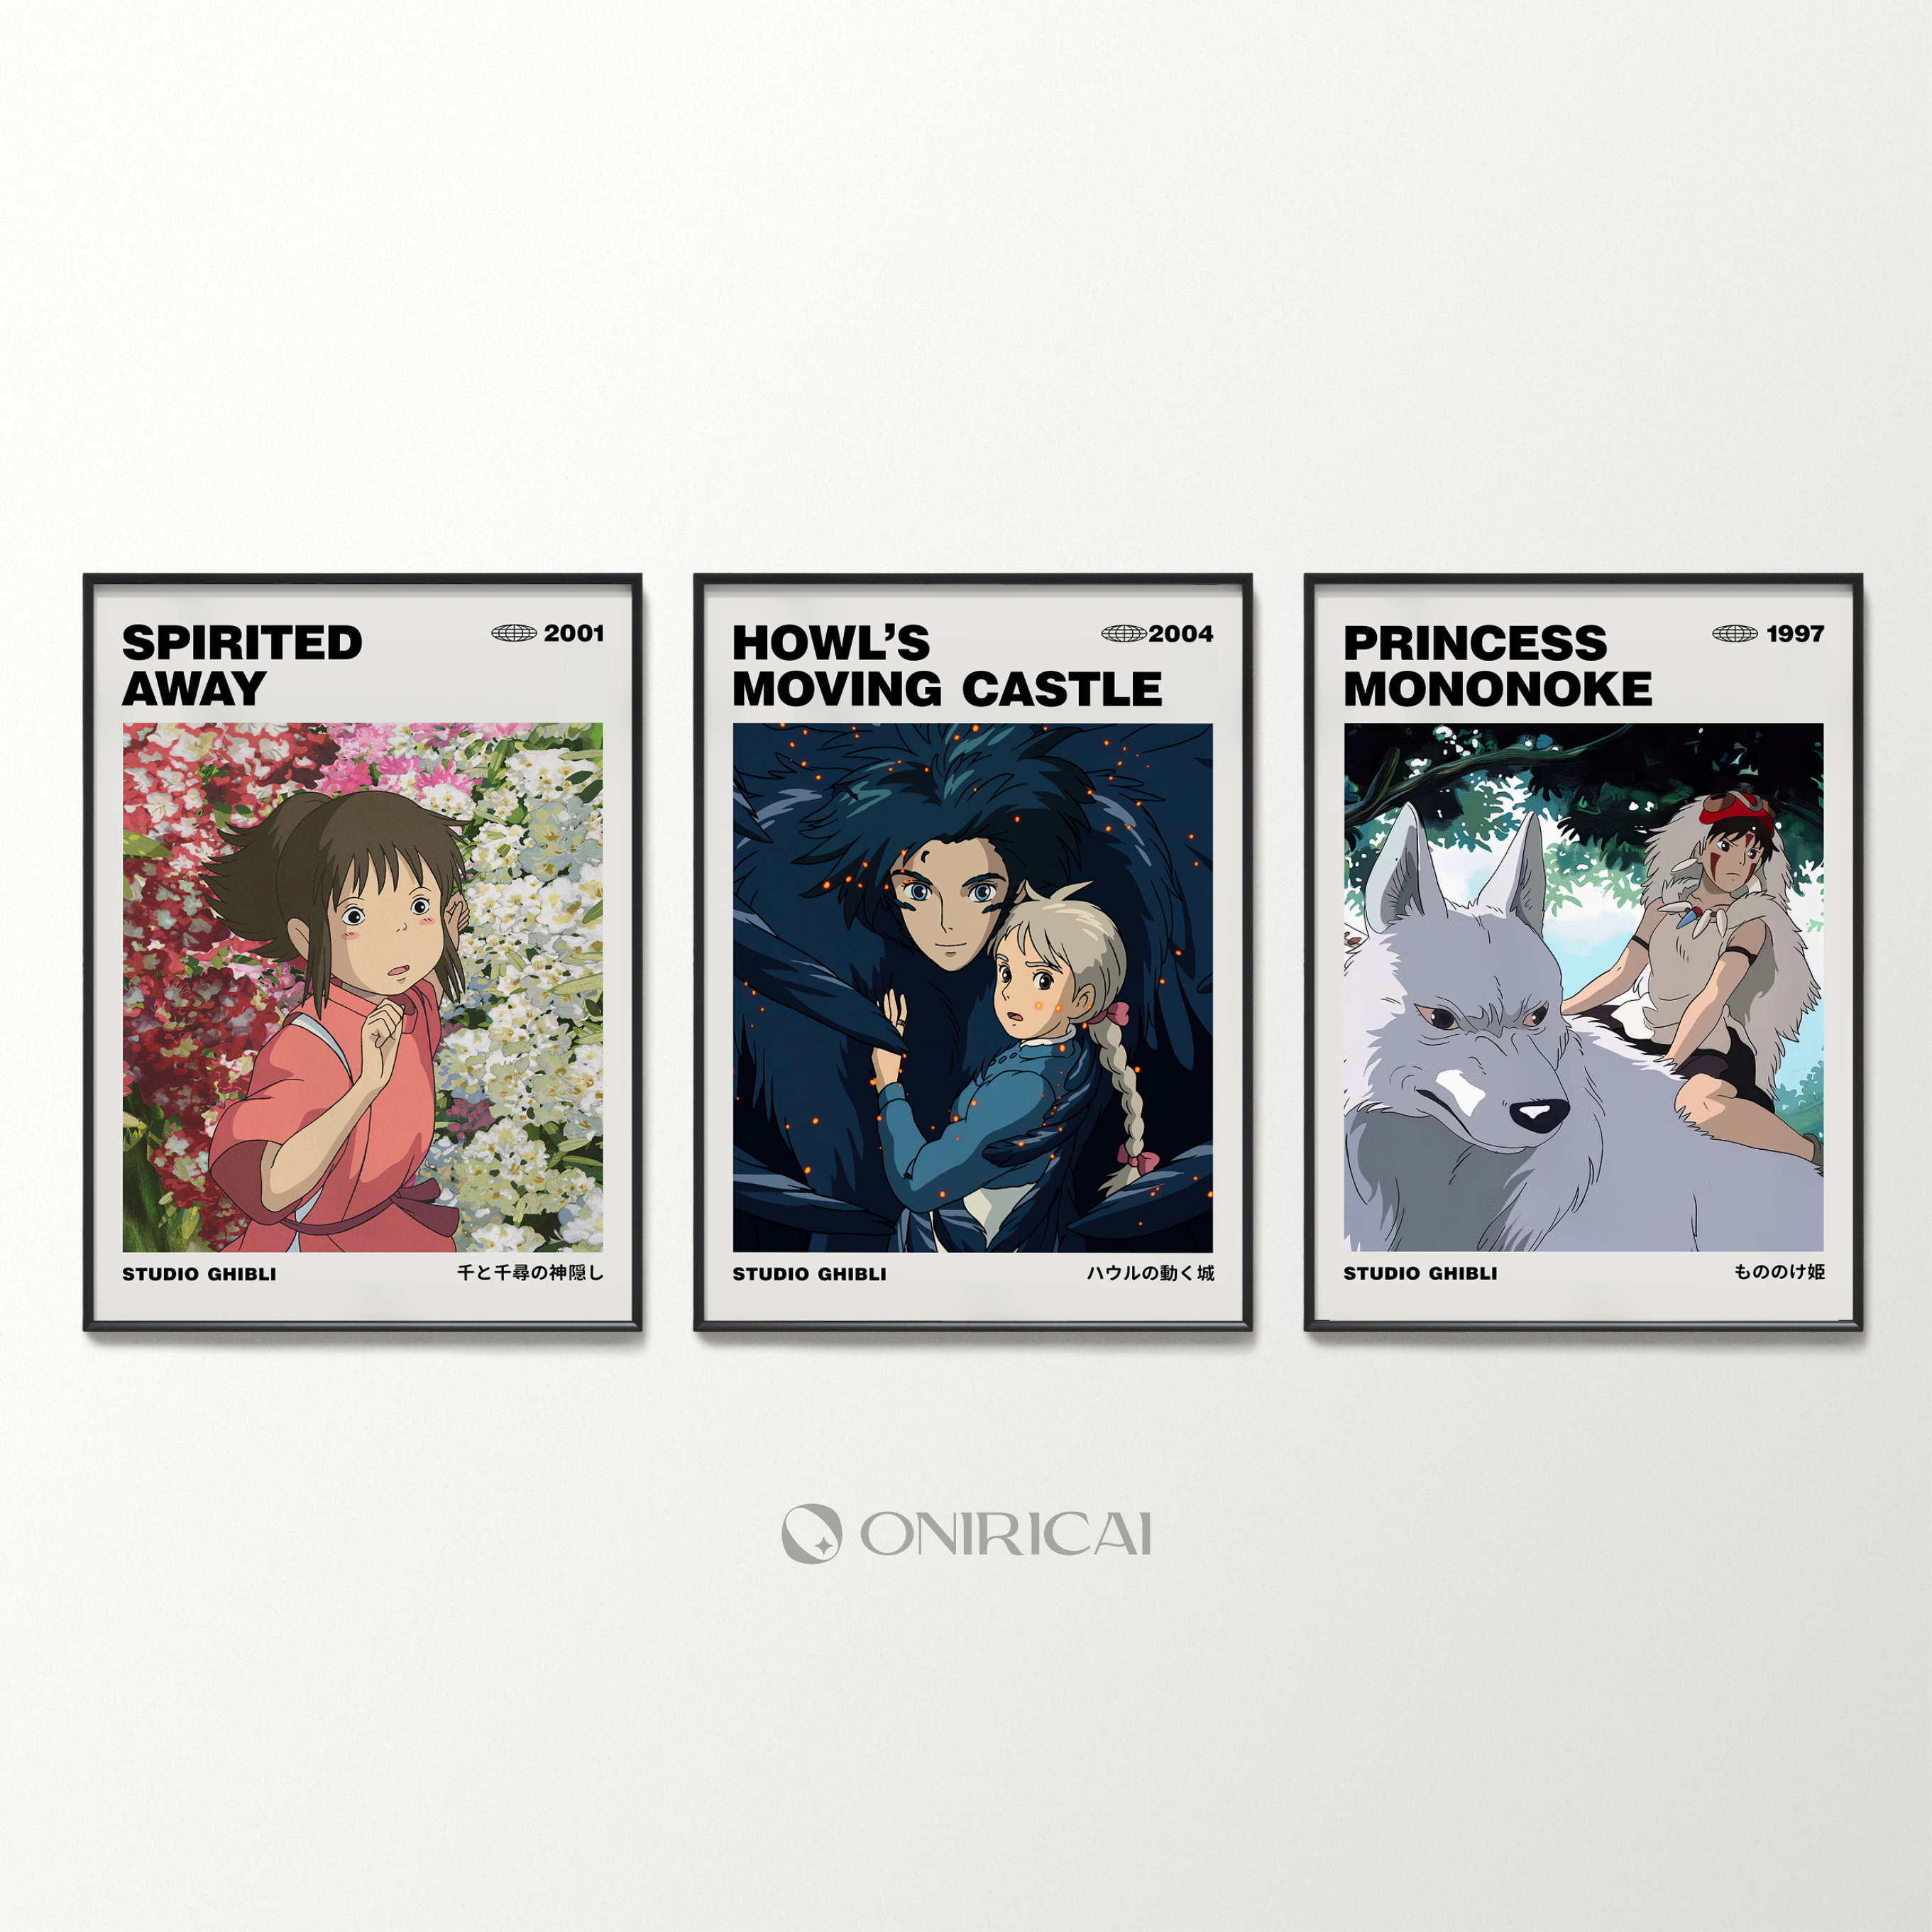 SPIRITED
AWAY
2001
STUDIO GHIBLI
千と千尋の神隠し
HOWL’S
MOVING CASTLE
2004
STUDIO GHIBLI
ハウルの動く城
PRINCESS
MONONOKE
1997
STUDIO GHIBLI
もののけ姫
ONIRICAI